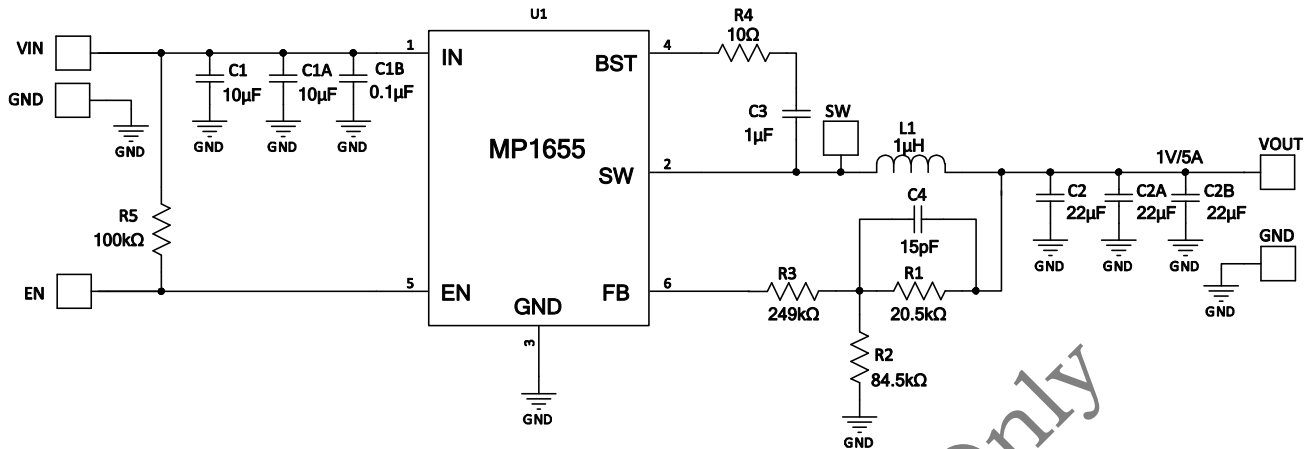 U1
VIN
GND
GND
C1
10µF
GND
C1A
10µF
GND
C1B
0.1µF
GND
1
IN
BST
4
R4
10Ω
C3
1µF
SW
MP1655
SW
2
L1
1µH
1V/5A
VOUT
C2
22µF
GND
C2A
22µF
GND
C2B
22µF
GND
GND
GND
C4
15pF
R5
100kΩ
EN
5
EN
GND
3
GND
FB
6
R3
249kΩ
R1
20.5kΩ
R2
84.5kΩ
GND
Only